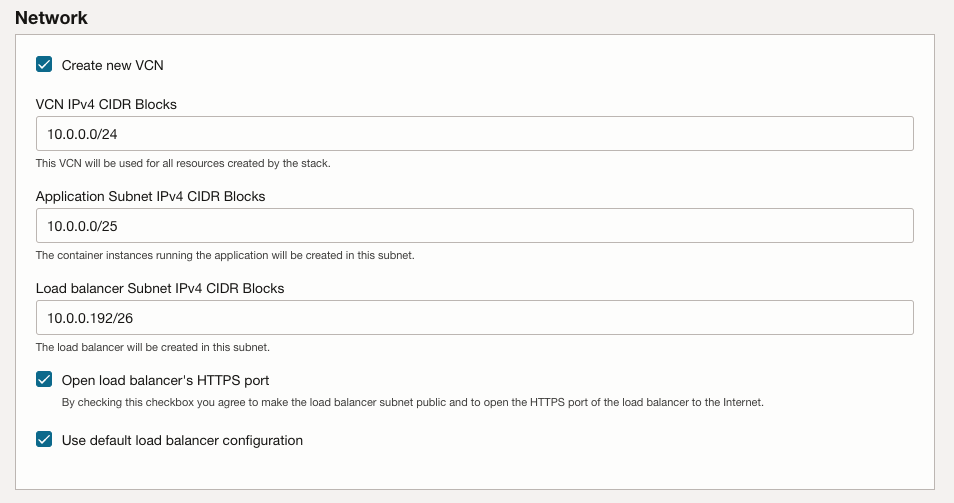 Network
Create new VCN
VCN IPv4 CIDR Blocks
10.0.0.0/24
This VCN will be used for all resources created by the stack.
Application Subnet IPv4 CIDR Blocks
10.0.0.0/25
The container instances running the application will be created in this subnet.
Load balancer Subnet IPv4 CIDR Blocks
10.0.0.192/26
The load balancer will be created in this subnet.
Open load balancer's HTTPS port
By checking this checkbox you agree to make the load balancer subnet public and to open the HTTPS port of the load balancer to the Internet.
Use default load balancer configuration